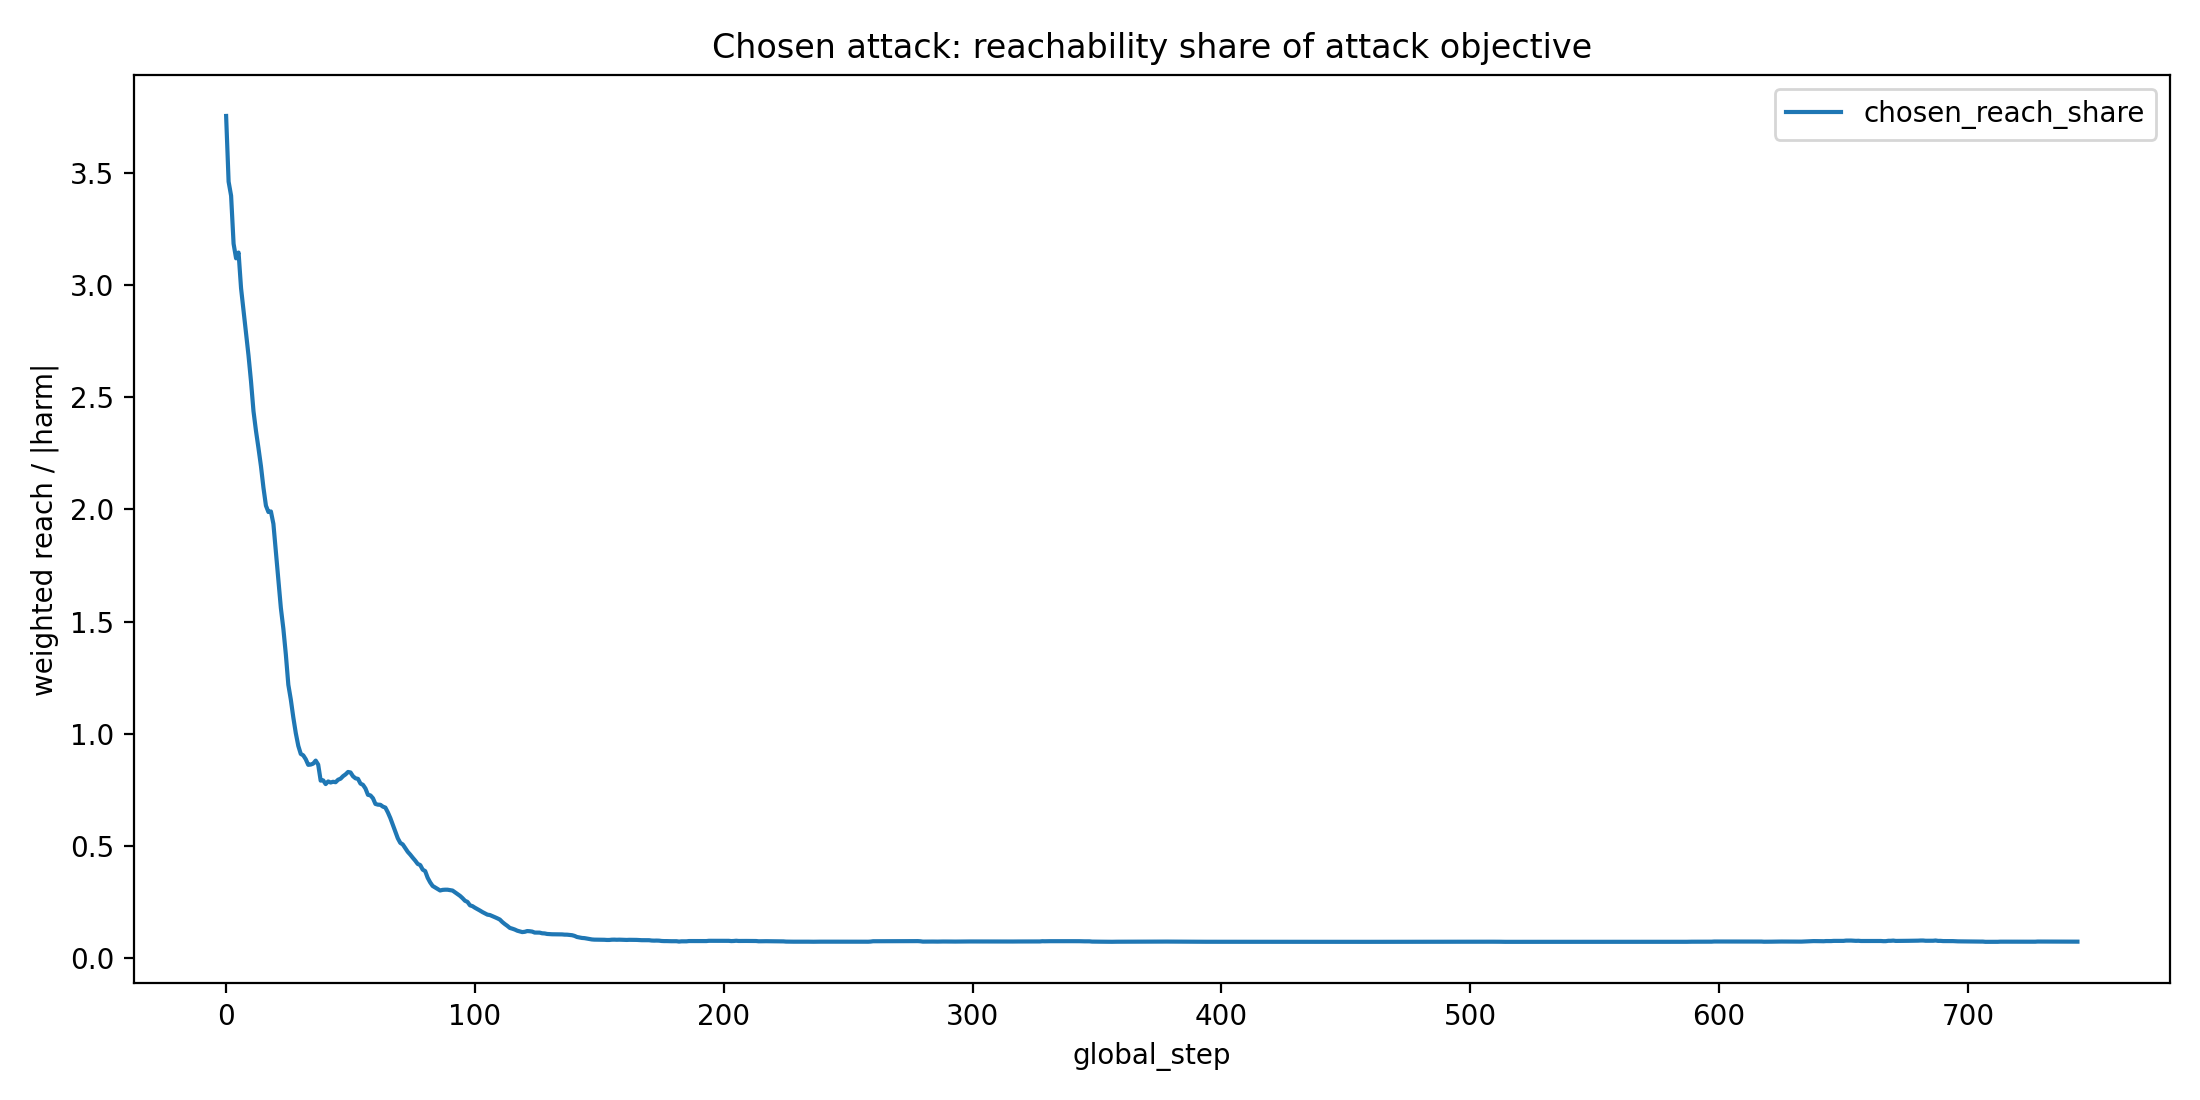 Chosen attack: reachability share of attack objective
chosen_reach_share
weighted reach / |harm|
3.5
3.0
2.5
2.0
1.5
1.0
0.5
0.0
0 100 200 300 400 500 600 700
global_step